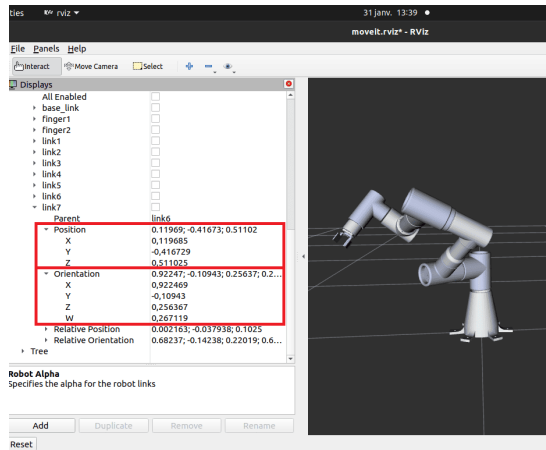 ties rviz 31 janv. 13:39
moveit.rviz* - RViz
File Panels Help
Interact Move Camera Select
Displays
All Enabled
base_link
finger1
finger2
link1
link2
link3
link4
link5
link6
link7
Parent link6
Position 0.11969; -0.41673; 0.51102
X 0,119685
Y -0,416729
Z 0,511025
Orientation 0.92247; -0.10943; 0.25637; 0.2...
X 0,922469
Y -0,10943
Z 0,256367
W 0,267119
Relative Position 0.002163; -0.037938; 0.1025
Relative Orientation 0.68237; -0.14238; 0.22019; 0.6...
Tree
Robot Alpha
Specifies the alpha for the robot links
Add Duplicate Remove Rename
Reset